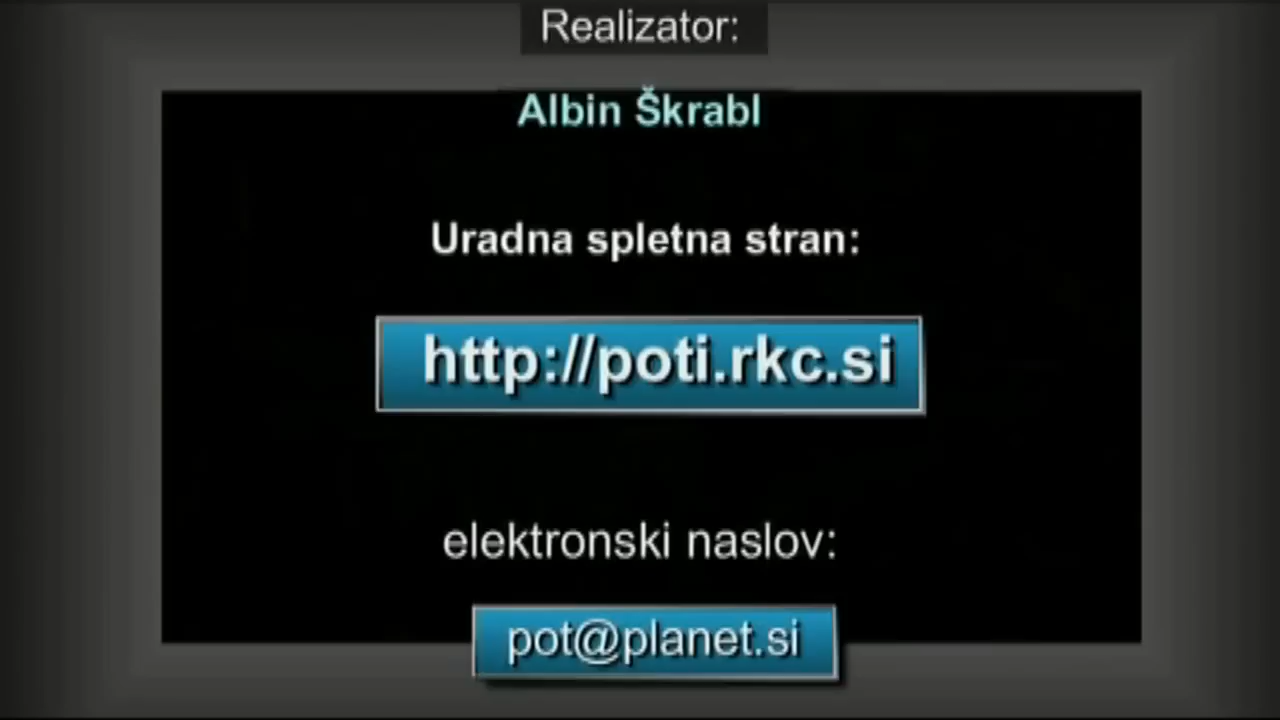 Realizator:
Albin Škrabl
Uradna spletna stran:
http://poti.rkc.si
elektronski naslov:
pot@planet.si